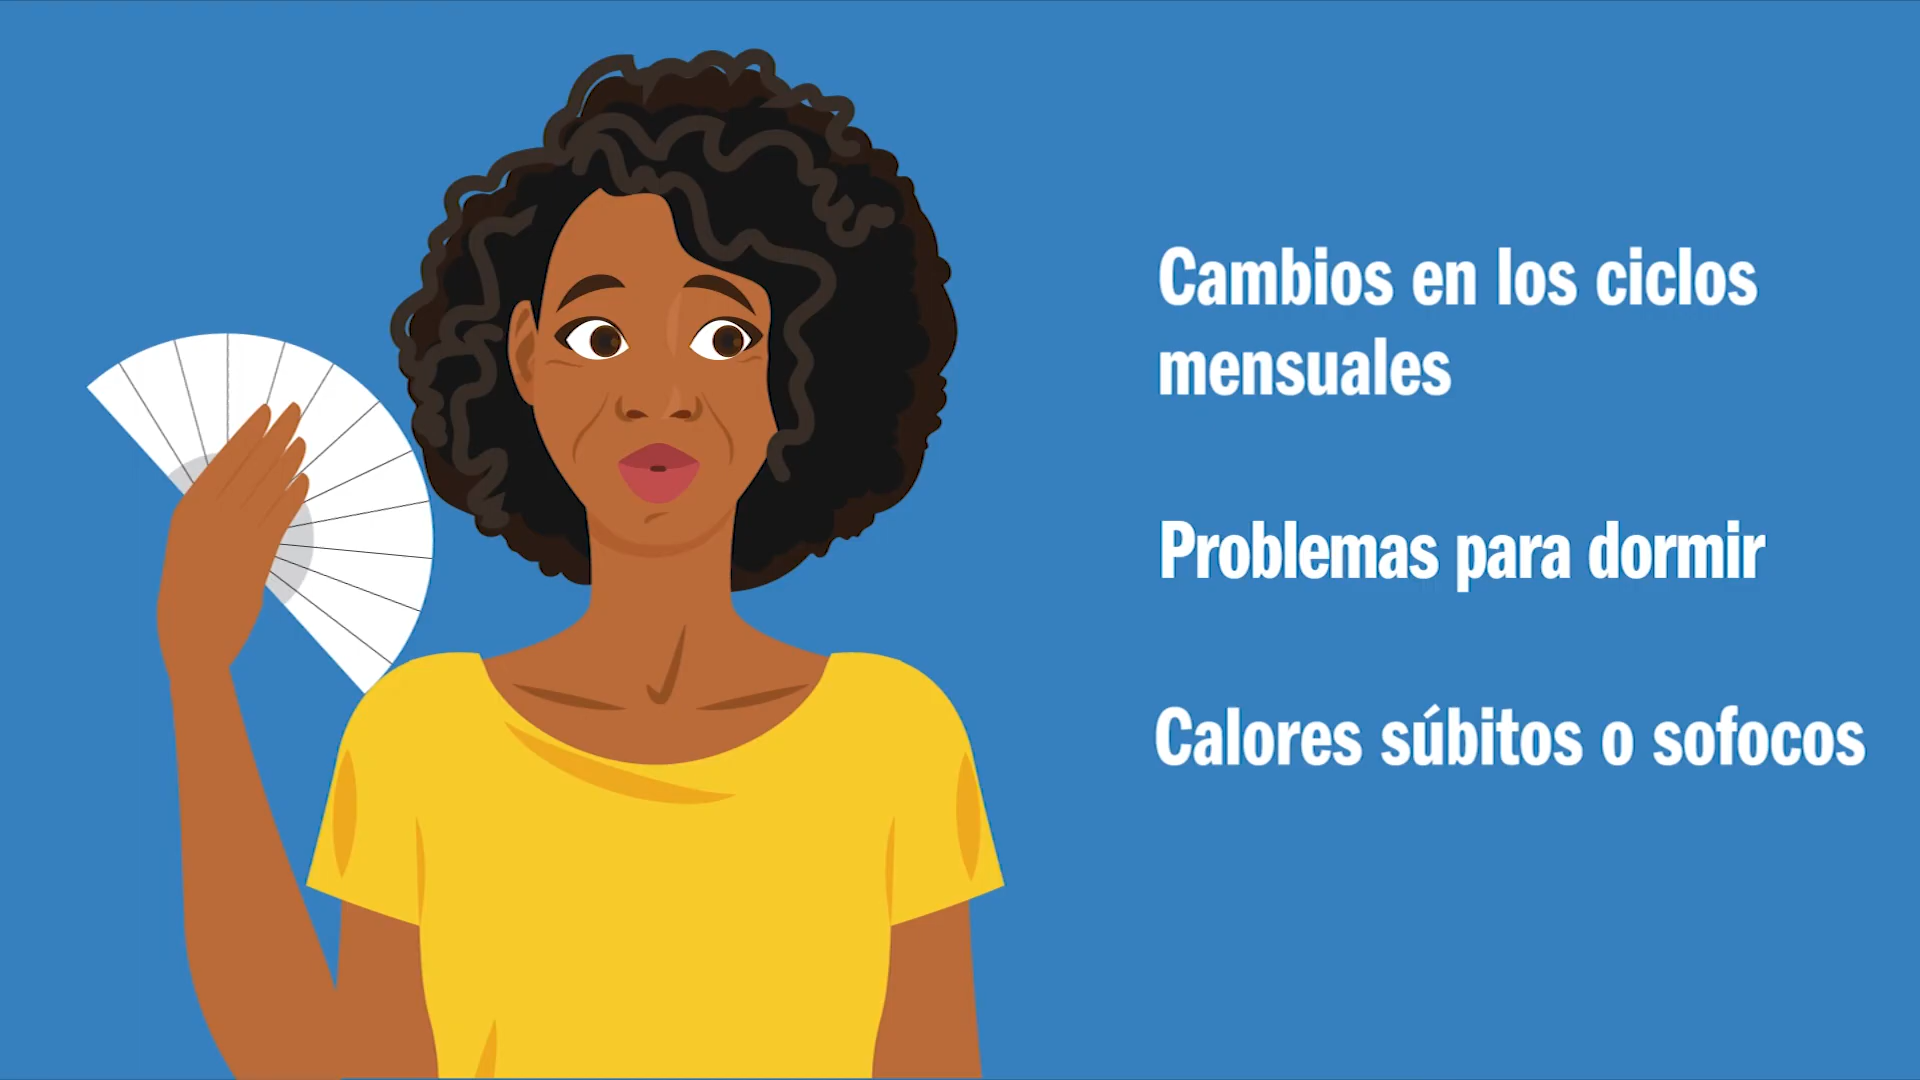 Cambios en los ciclos
mensuales
Problemas para dormir
Calores súbitos o sofocos